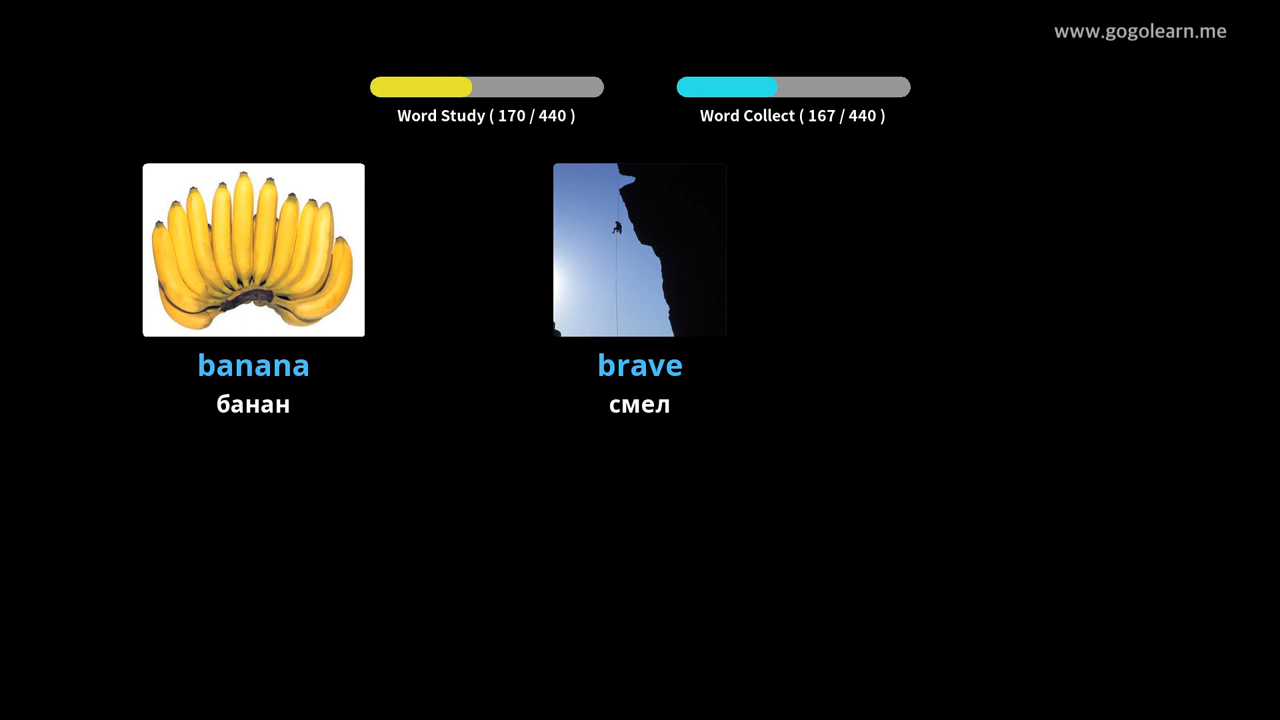 www.gogolearn.me
Word Study ( 170 / 440 )
Word Collect ( 167 / 440 )
banana
brave
банан
смел